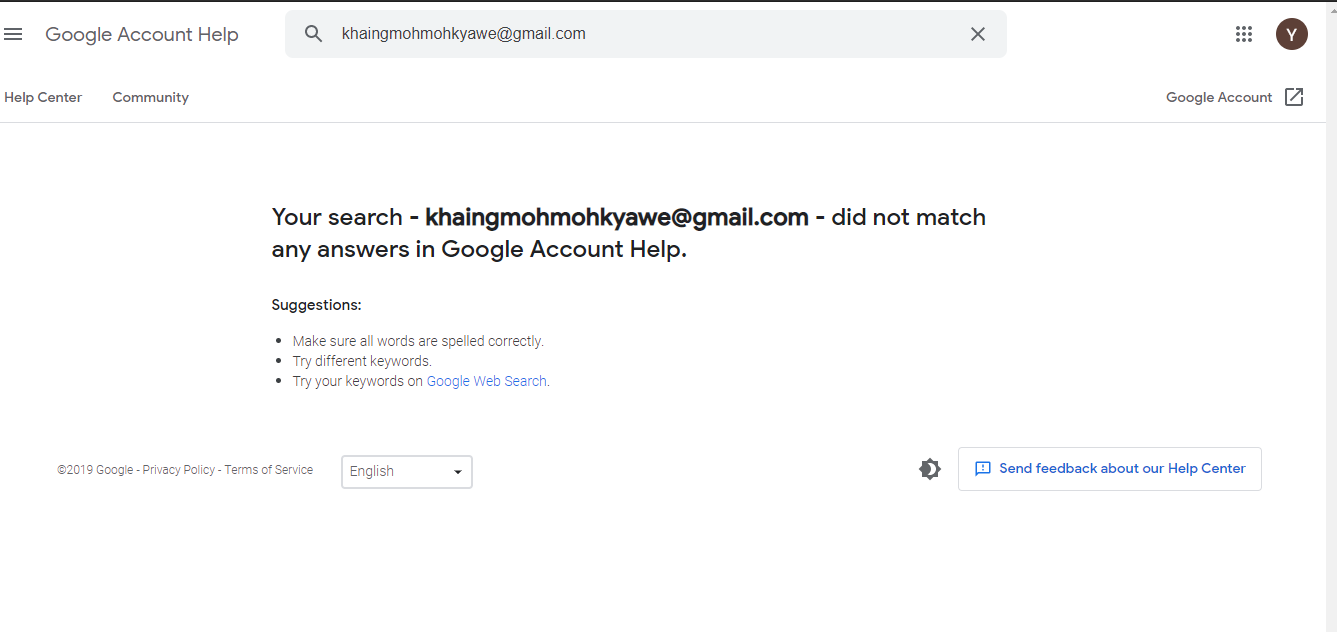 Google Account Help
khaingmohmohkyawe@gmail.com
Y
Help Center
Community
Google Account
Your search - khaingmohmohkyawe@gmail.com - did not match
any answers in Google Account Help.
Suggestions:
Make sure all words are spelled correctly.
Try different keywords.
Try your keywords on Google Web Search.
©2019 Google - Privacy Policy - Terms of Service
English
Send feedback about our Help Center